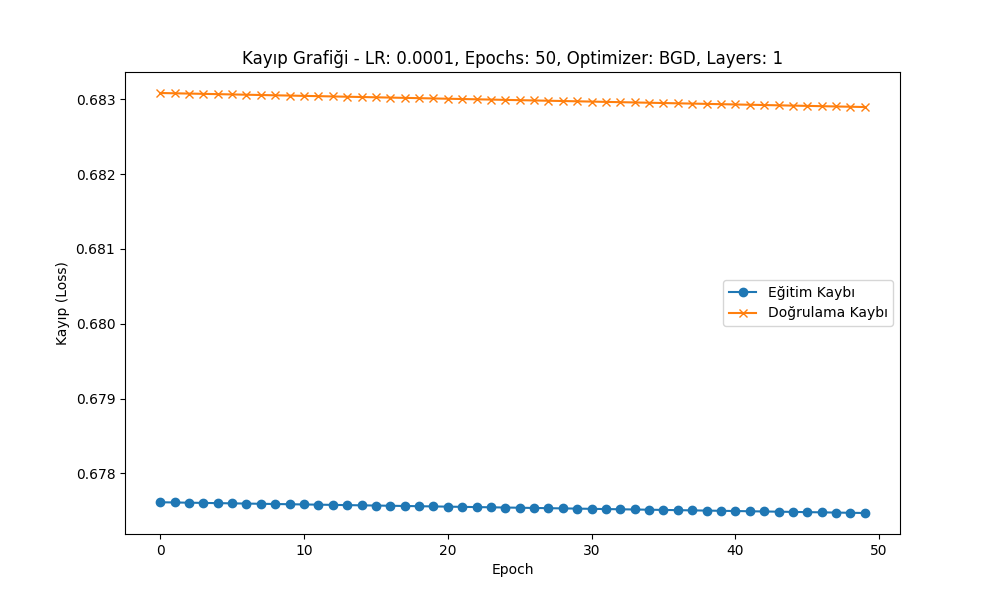 Kayıp Grafiği - LR: 0.0001, Epochs: 50, Optimizer: BGD, Layers: 1
Kayıp (Loss)
0.683
0.682
0.681
0.680
0.679
0.678
Eğitim Kaybı
Doğrulama Kaybı
0 10 20 30 40 50
Epoch